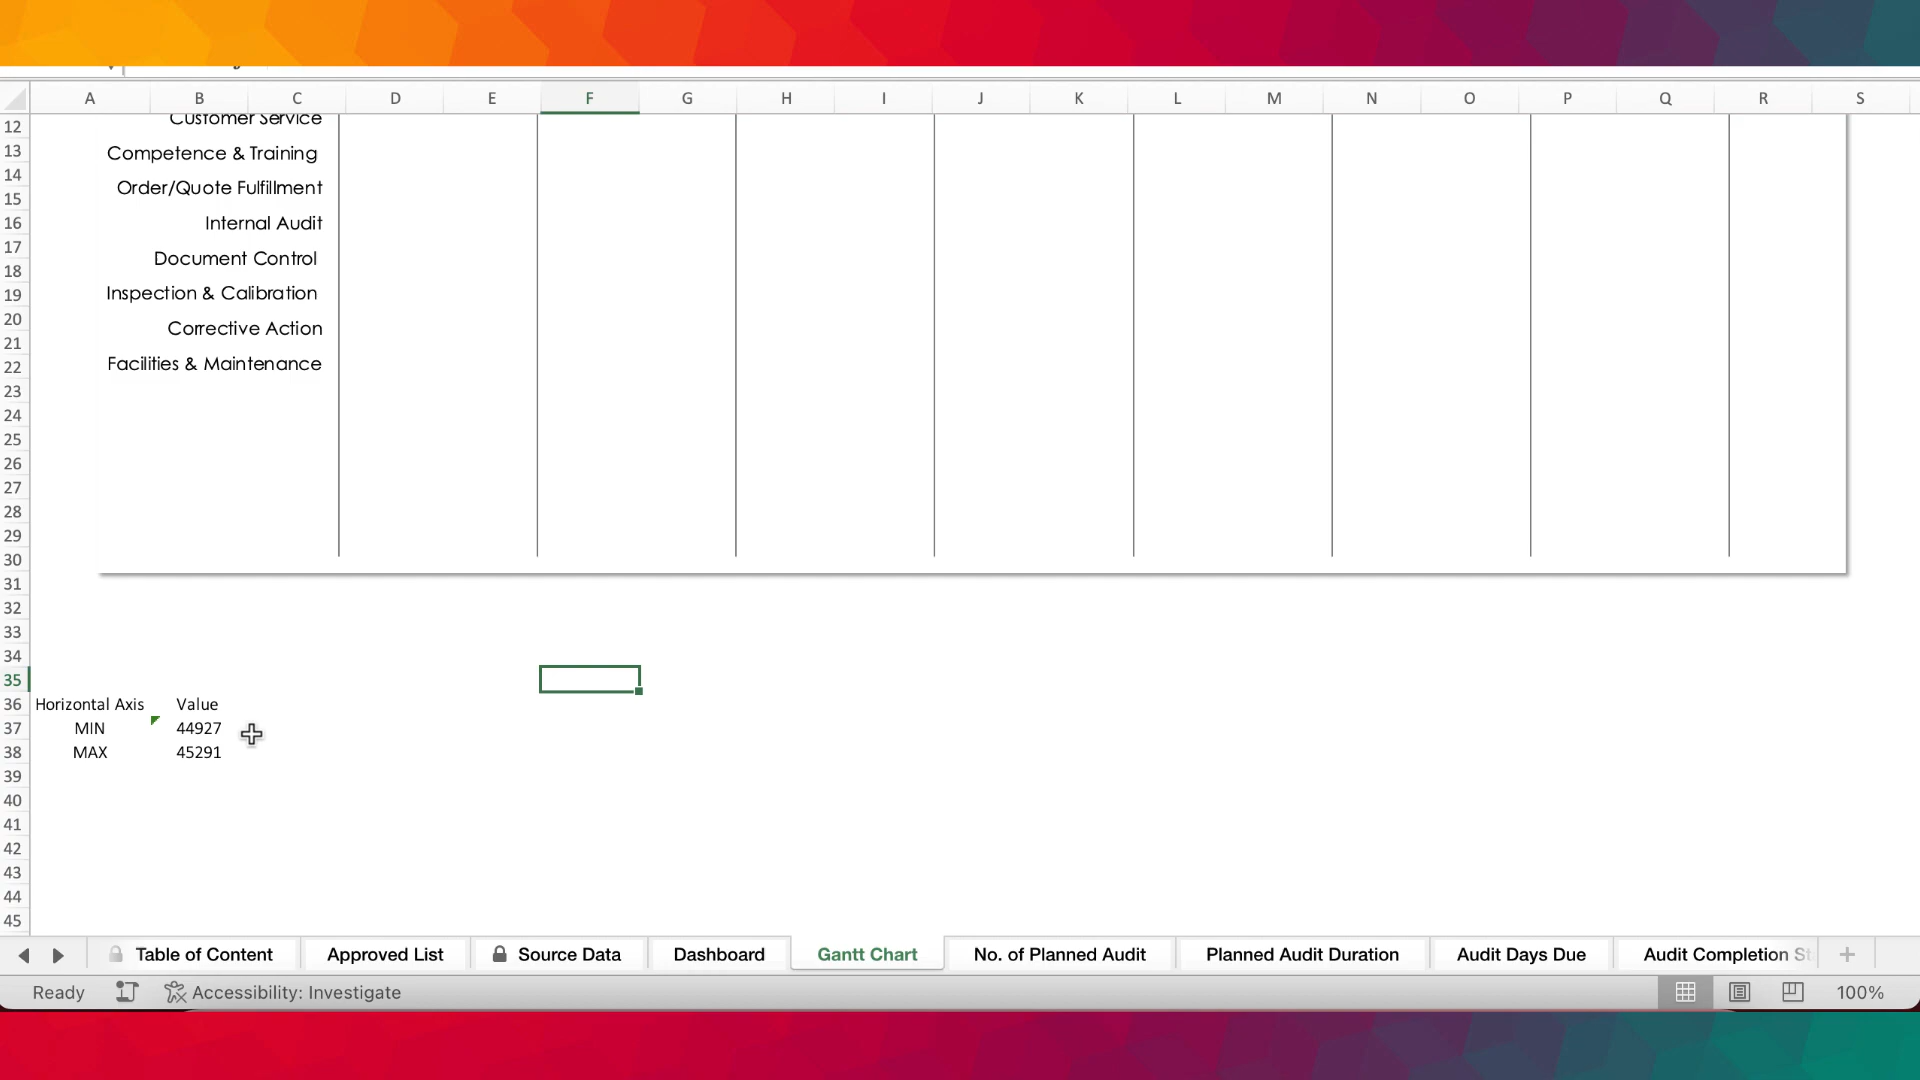 A B C D E F G H I J K L M N O P Q R S
12 Customer Service
13 Competence & Training
14 Order/Quote Fulfillment
15
16 Internal Audit
17 Document Control
18
19 Inspection & Calibration
20 Corrective Action
21
22 Facilities & Maintenance
23
24
25
26
27
28
29
30
31
32
33
34
35
36 Horizontal Axis Value
37 MIN 44927
38 MAX 45291
39
40
41
42
43
44
45
Table of Content Approved List Source Data Dashboard Gantt Chart No. of Planned Audit Planned Audit Duration Audit Days Due Audit Completion St
Ready Accessibility: Investigate 100%